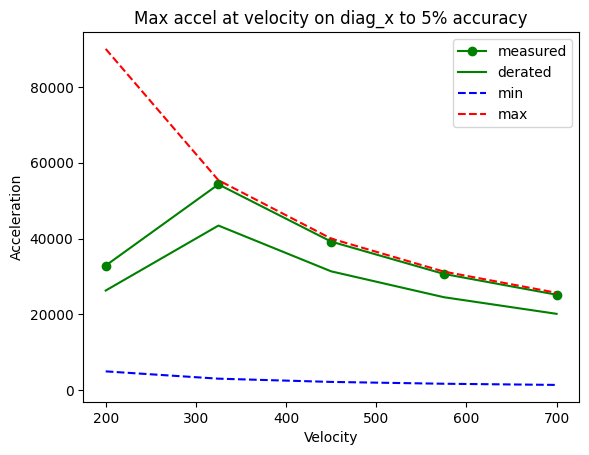 Max accel at velocity on diag_x to 5% accuracy
measured
derated
min
max
Acceleration
80000
60000
40000
20000
0
200
300
400
500
600
700
Velocity